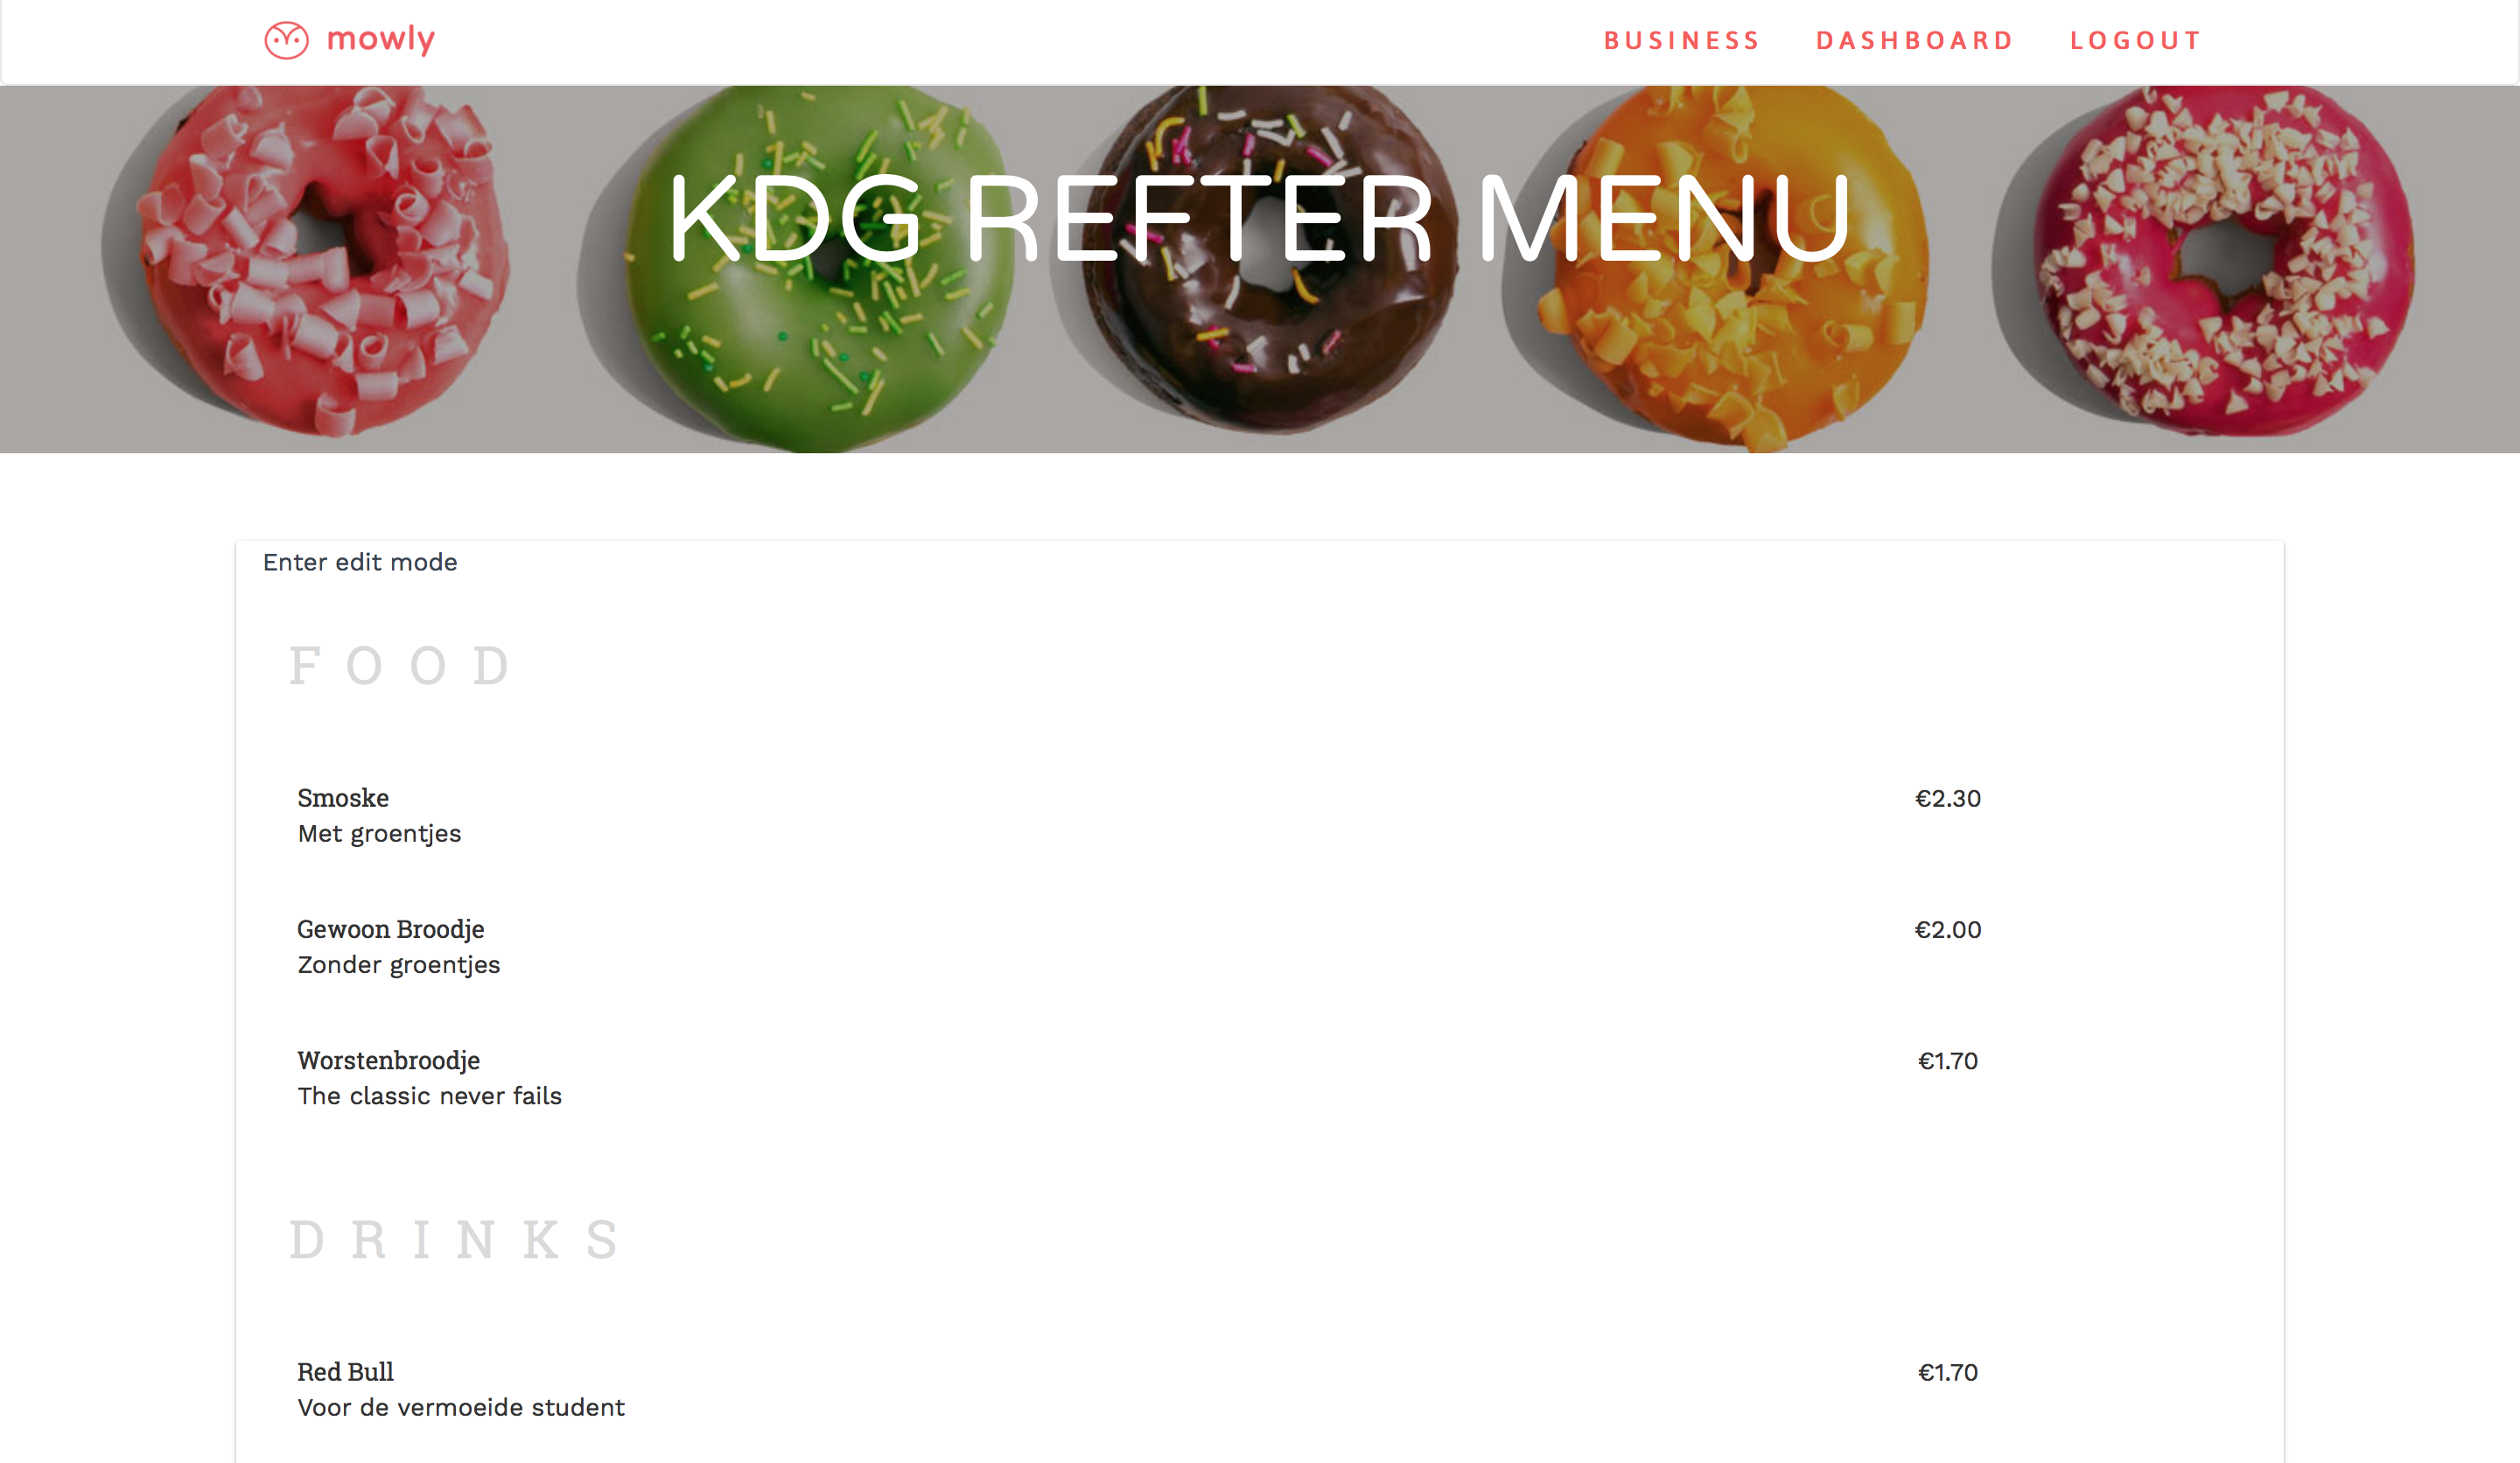 mowly
BUSINESS DASHBOARD LOGOUT
KDG REFTER MENU
Enter edit mode
FOOD
Smoske €2.30
Met groentjes
Gewoon Broodje €2.00
Zonder groentjes
Worstenbroodje €1.70
The classic never fails
DRINKS
Red Bull €1.70
Voor de vermoeide student